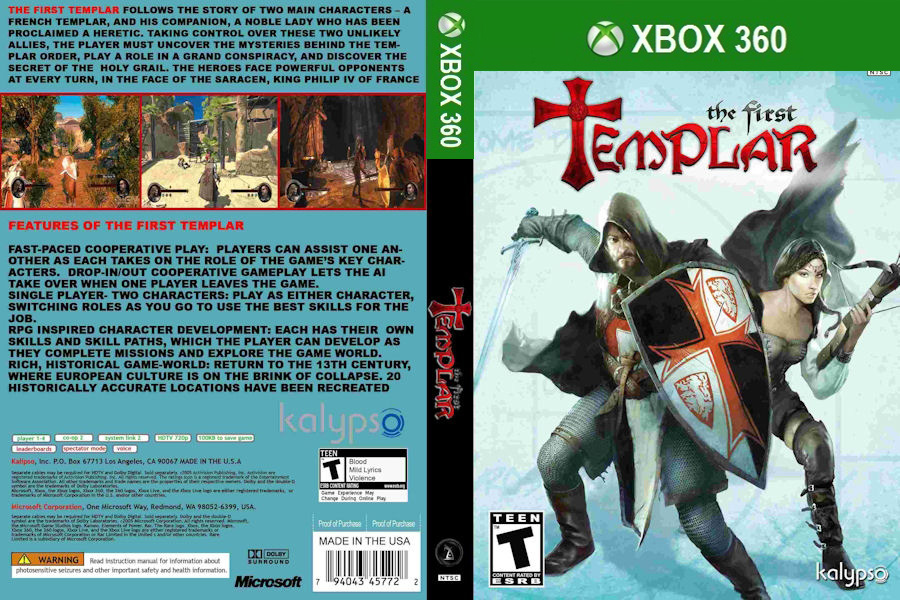 THE FIRST TEMPLAR FOLLOWS THE STORY OF TWO MAIN CHARACTERS – A
FRENCH TEMPLAR, AND HIS COMPANION, A NOBLE LADY WHO HAS BEEN
PROCLAIMED A HERETIC. TAKING CONTROL OVER THESE TWO UNLIKELY
ALLIES, THE PLAYER MUST UNCOVER THE MYSTERIES BEHIND THE TEM-
PLAR ORDER, PLAY A ROLE IN A GRAND CONSPIRACY, AND DISCOVER THE
SECRET OF THE HOLY GRAIL. THE HEROES FACE POWERFUL OPPONENTS
AT EVERY TURN, IN THE FACE OF THE SARACEN, KING PHILIP IV OF FRANCE
FEATURES OF THE FIRST TEMPLAR
FAST-PACED COOPERATIVE PLAY: PLAYERS CAN ASSIST ONE AN-
OTHER AS EACH TAKES ON THE ROLE OF THE GAME'S KEY CHAR-
ACTERS. DROP-IN/OUT COOPERATIVE GAMEPLAY LETS THE AI
TAKE OVER WHEN ONE PLAYER LEAVES THE GAME.
SINGLE PLAYER- TWO CHARACTERS: PLAY AS EITHER CHARACTER,
SWITCHING ROLES AS YOU GO TO USE THE BEST SKILLS FOR THE
JOB.
RPG INSPIRED CHARACTER DEVELOPMENT: EACH HAS THEIR OWN
SKILLS AND SKILL PATHS, WHICH THE PLAYER CAN DEVELOP AS
THEY COMPLETE MISSIONS AND EXPLORE THE GAME WORLD.
RICH, HISTORICAL GAME-WORLD: RETURN TO THE 13TH CENTURY,
WHERE EUROPEAN CULTURE IS ON THE BRINK OF COLLAPSE. 20
HISTORICALLY ACCURATE LOCATIONS HAVE BEEN RECREATED
kalypso
player 1-4 co-op 2 system link 2 HDTV 720p 100KB to save game
leaderboards spectator mode voice
Kalipso, Inc. P.O. Box 67713 Los Angeles, CA 90067 MADE IN THE U.S.A
Microsoft Corporation, One Microsoft Way, Redmond, WA 98052-6399, USA.
WARNING Read instruction manual for information about
photosensitive seizures and other important safety and health information.
DOLBY
SURROUND
Microsoft
TEEN
T
Blood
Mild Lyrics
Violence
ESRB CONTENT RATING www.esrb.org
Game Experience May
Change During Online Play
Proof of Purchase Proof of Purchase
MADE IN THE USA
7 94043 45772 2
XBOX 360
the first
TEMPLAR
NTSC
XBOX 360
NTSC
the first
TEMPLAR
TEEN
T
CONTENT RATED BY
ESRB
kalypso